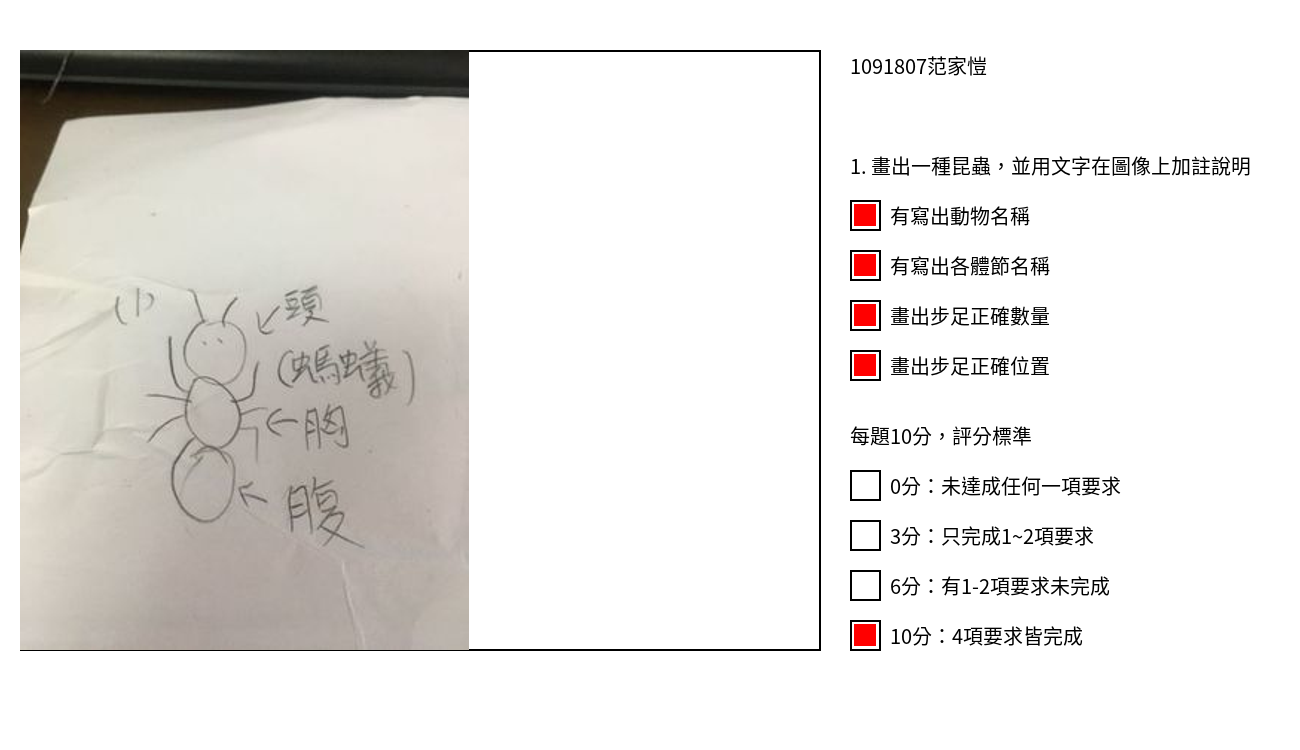 (1)
頭
(螞蟻)
胸
腹
1091807范家愷
1. 畫出一種昆蟲，並用文字在圖像上加註說明
有寫出動物名稱
有寫出各體節名稱
畫出步足正確數量
畫出步足正確位置
每題10分，評分標準
0分：未達成任何一項要求
3分：只完成1~2項要求
6分：有1-2項要求未完成
10分：4項要求皆完成